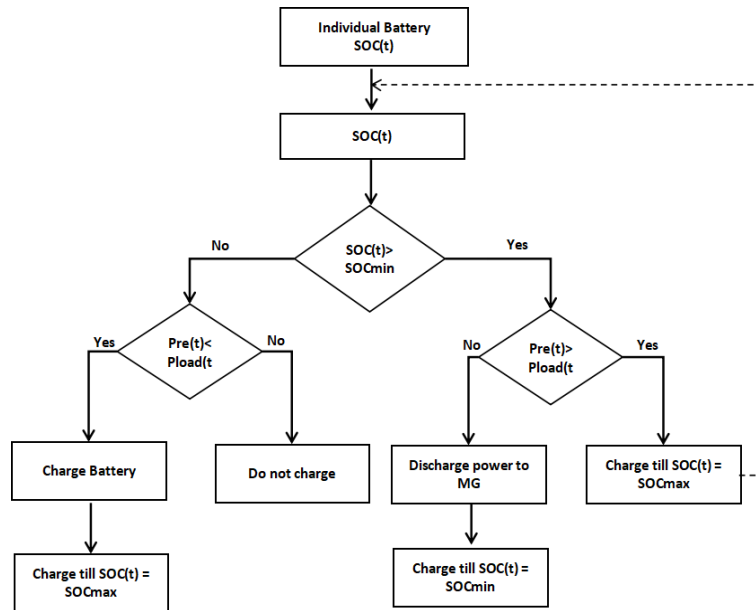 Individual Battery
SOC(t)
SOC(t)
SOC(t)>
SOCmin
No
Yes
Pre(t)<
Pload(t
Yes
No
Pre(t)>
Pload(t
No
Yes
Charge Battery
Do not charge
Discharge power to
MG
Charge till SOC(t) =
SOCmax
Charge till SOC(t) =
SOCmax
Charge till SOC(t) =
SOCmin